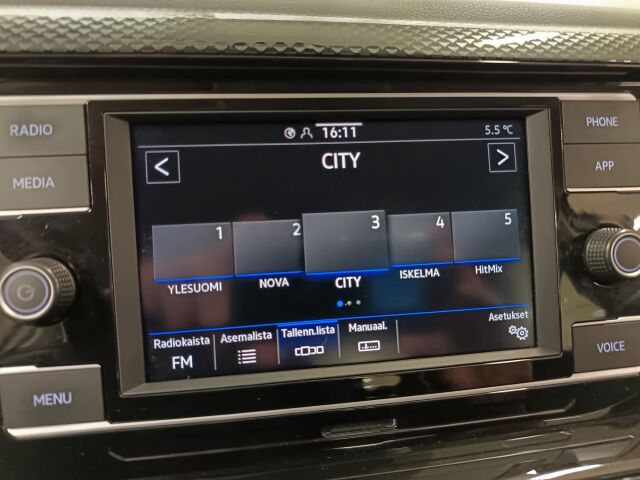 RADIO
MEDIA
MENU
16:11
5.5 °C
<
CITY
>
1
2
3
4
5
YLESUOMI
NOVA
CITY
ISKELMA
HitMix
Radiokaista
FM
Asemalista
Tallenn.lista
Manuaal.
Asetukset
PHONE
APP
VOICE